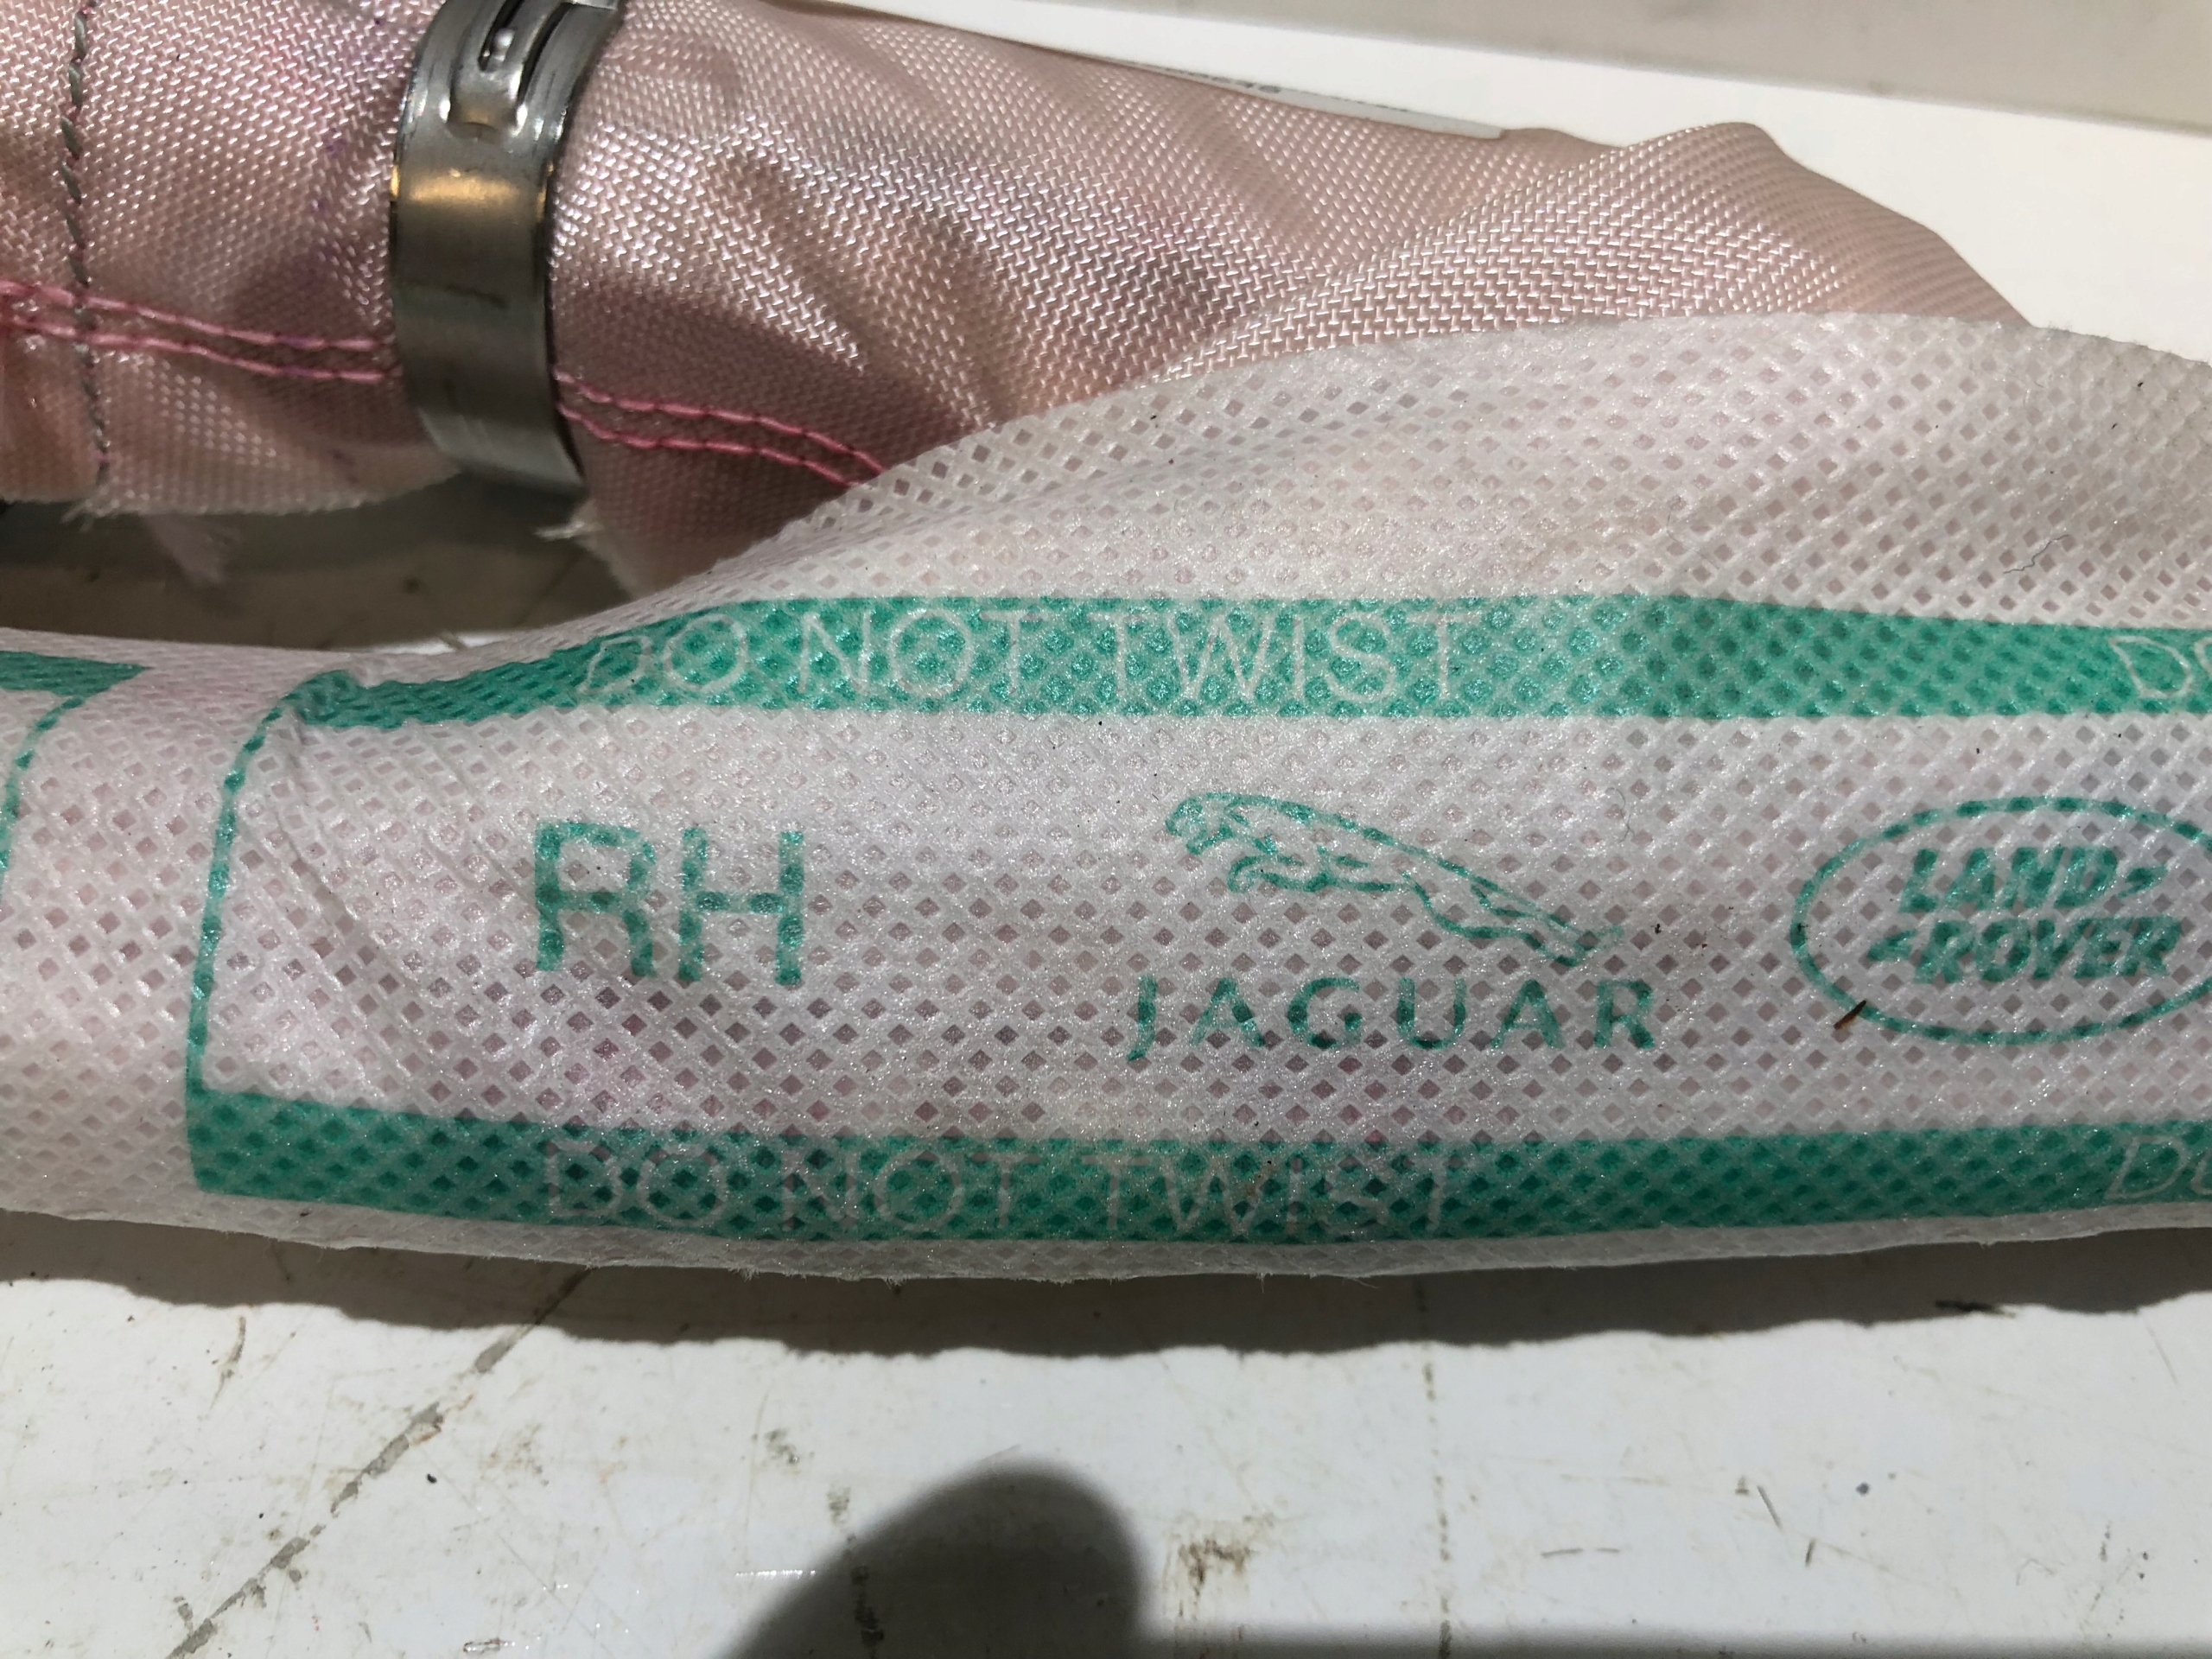 DO NOT TWIST
RH
JAGUAR
LAND
ROVER
DO NOT TWIST